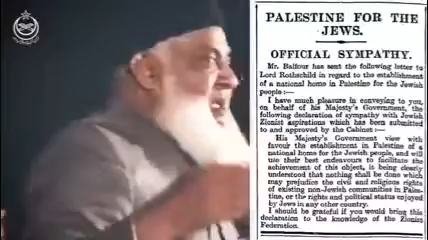 PALESTINE FOR THE
JEWS.
OFFICIAL SYMPATHY.
Mr. Balfour has sent the following letter to
Lord Rothschild in regard to the establishment
of a national home in Palestine for the Jewish
people :—
I have much pleasure in conveying to you,
on behalf of his Majesty's Government, the
following declaration of sympathy with Jewish
Zionist aspirations which has been submitted
to and approved by the Cabinet :—
His Majesty's Government view with
favour the establishment in Palestine of a
national home for the Jewish people, and will
use their best endeavours to facilitate the
achievement of this object, it being clearly
understood that nothing shall be done which
may prejudice the civil and religious rights
of existing non-Jewish communities in Pales-
tine, or the rights and political status enjoyed
by Jews in any other country.
I should be grateful if you would bring this
declaration to the knowledge of the Zionist
Federation.